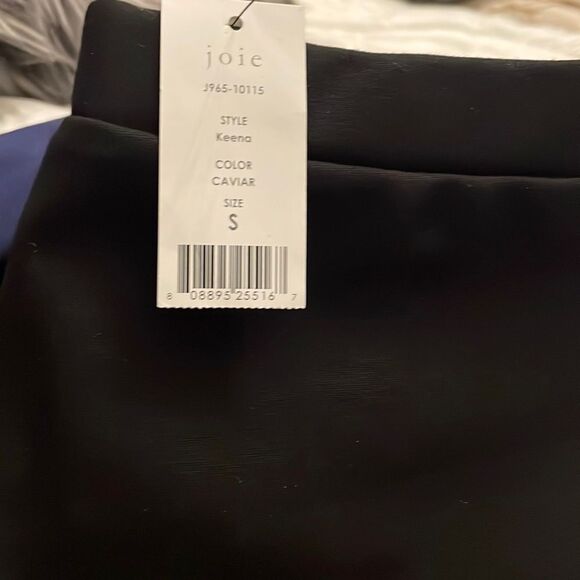 joie
J965-10115
STYLE
Keena
COLOR
CAVIAR
SIZE
S
8 08895 25516 7